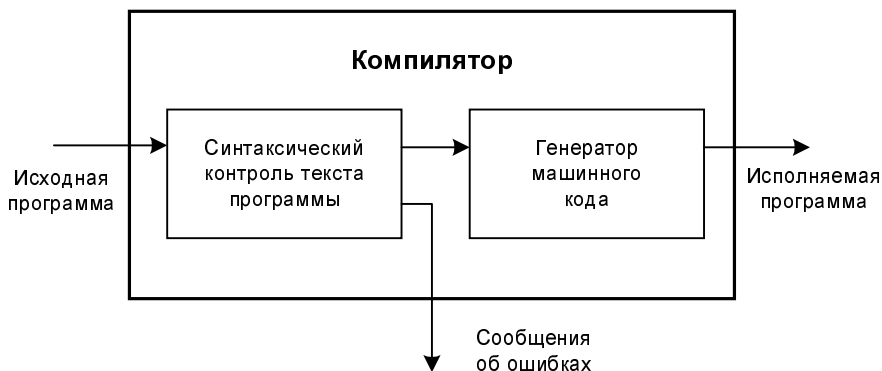 Компилятор
Исходная
программа
Синтаксический
контроль текста
программы
Генератор
машинного
кода
Исполняемая
программа
Сообщения
об ошибках